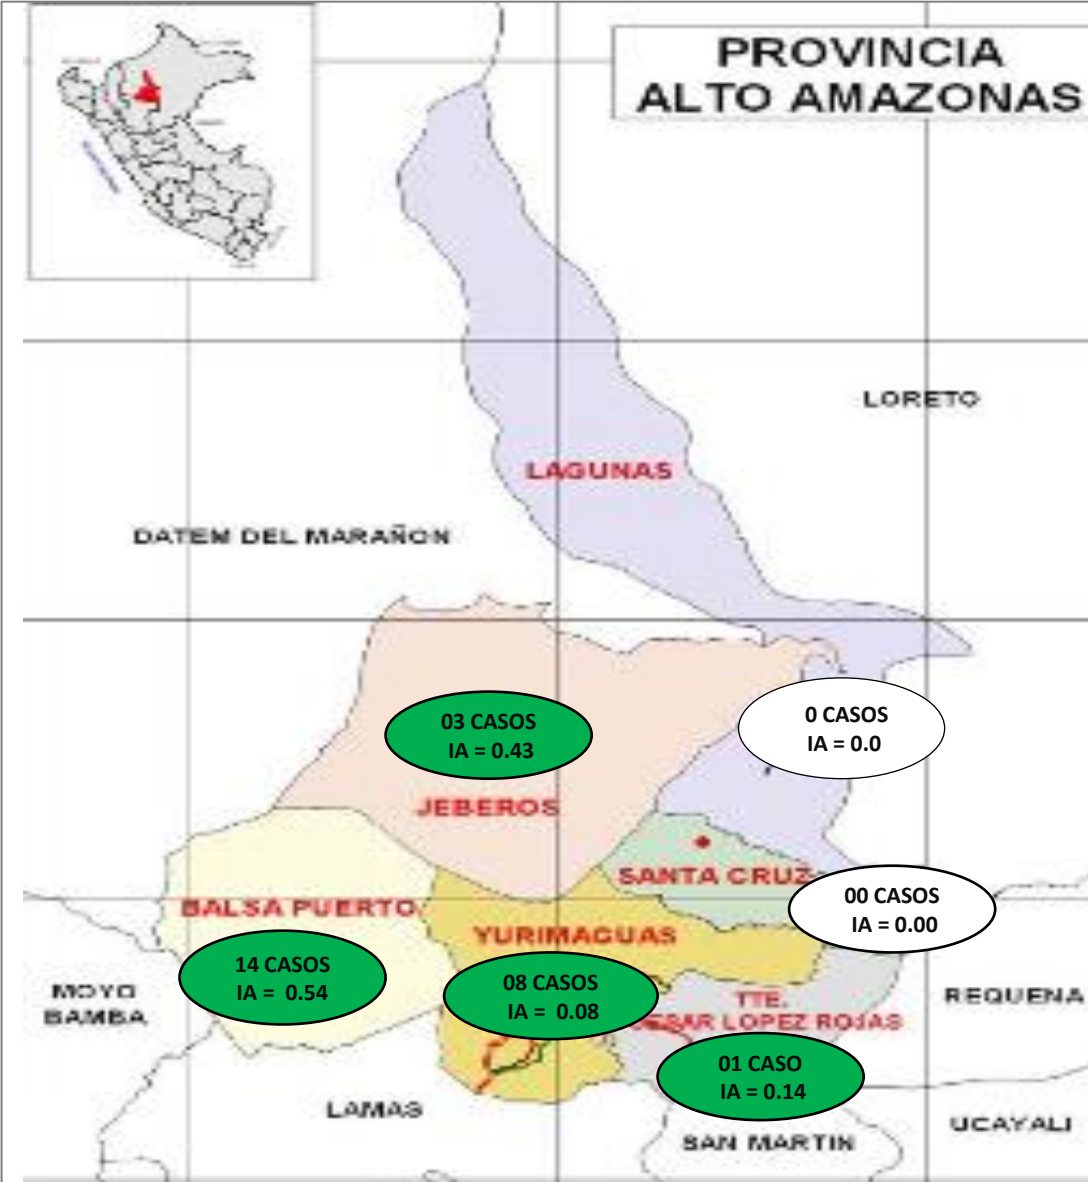 PROVINCIA
ALTO AMAZONAS
LORETO
LAGUNAS
DATEM DEL MARAÑON
03 CASOS
IA = 0.43
0 CASOS
IA = 0.0
JEBEROS
SANTA CRUZ
00 CASOS
IA = 0.00
BALSA PUERTO
YURIMAGUAS
14 CASOS
IA = 0.54
08 CASOS
IA = 0.08
MOYO
BAMBA
TTE.
CESAR LOPEZ ROJAS
REQUENA
01 CASO
IA = 0.14
LAMAS
SAN MARTIN
UCAYALI